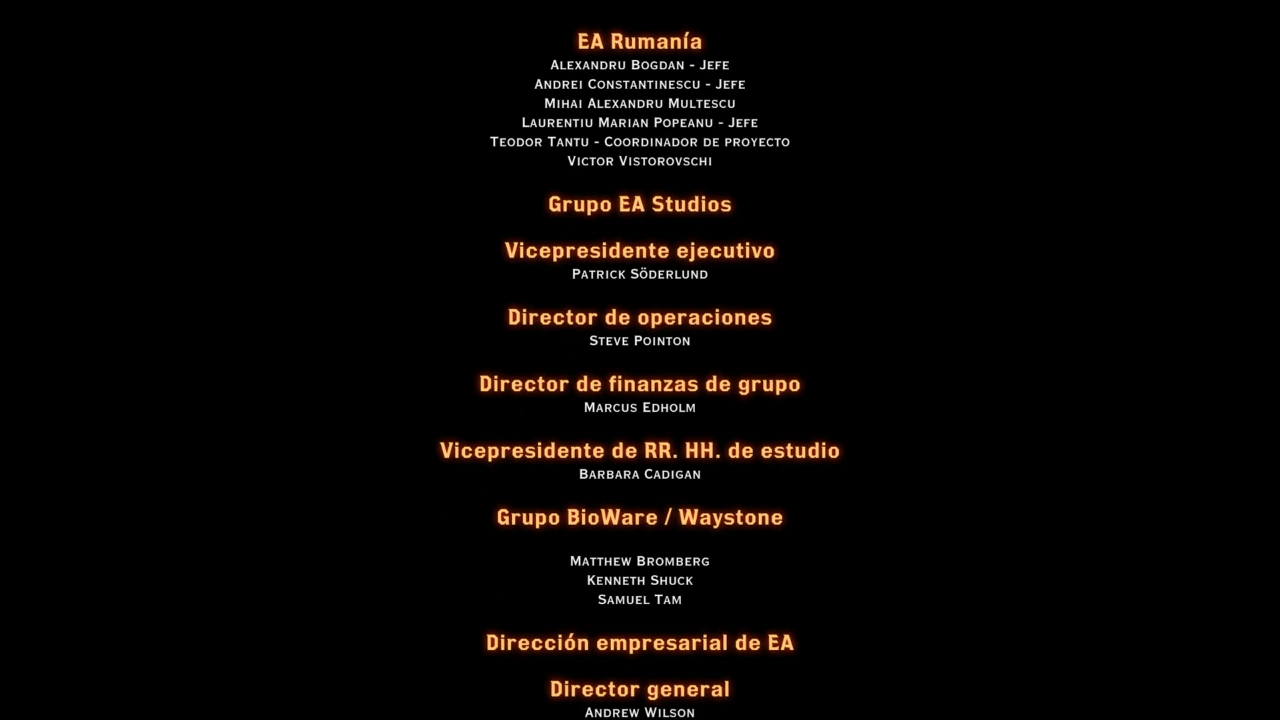 EA Rumanía
Alexandru Bogdan - Jefe
Andrei Constantinescu - Jefe
Mihai Alexandru Multescu
Laurentiu Marian Popeanu - Jefe
Teodor Tantu - Coordinador de proyecto
Victor Vistorovschi
Grupo EA Studios
Vicepresidente ejecutivo
Patrick Söderlund
Director de operaciones
Steve Pointon
Director de finanzas de grupo
Marcus Edholm
Vicepresidente de RR. HH. de estudio
Barbara Cadigan
Grupo BioWare / Waystone
Matthew Bromberg
Kenneth Shuck
Samuel Tam
Dirección empresarial de EA
Director general
Andrew Wilson